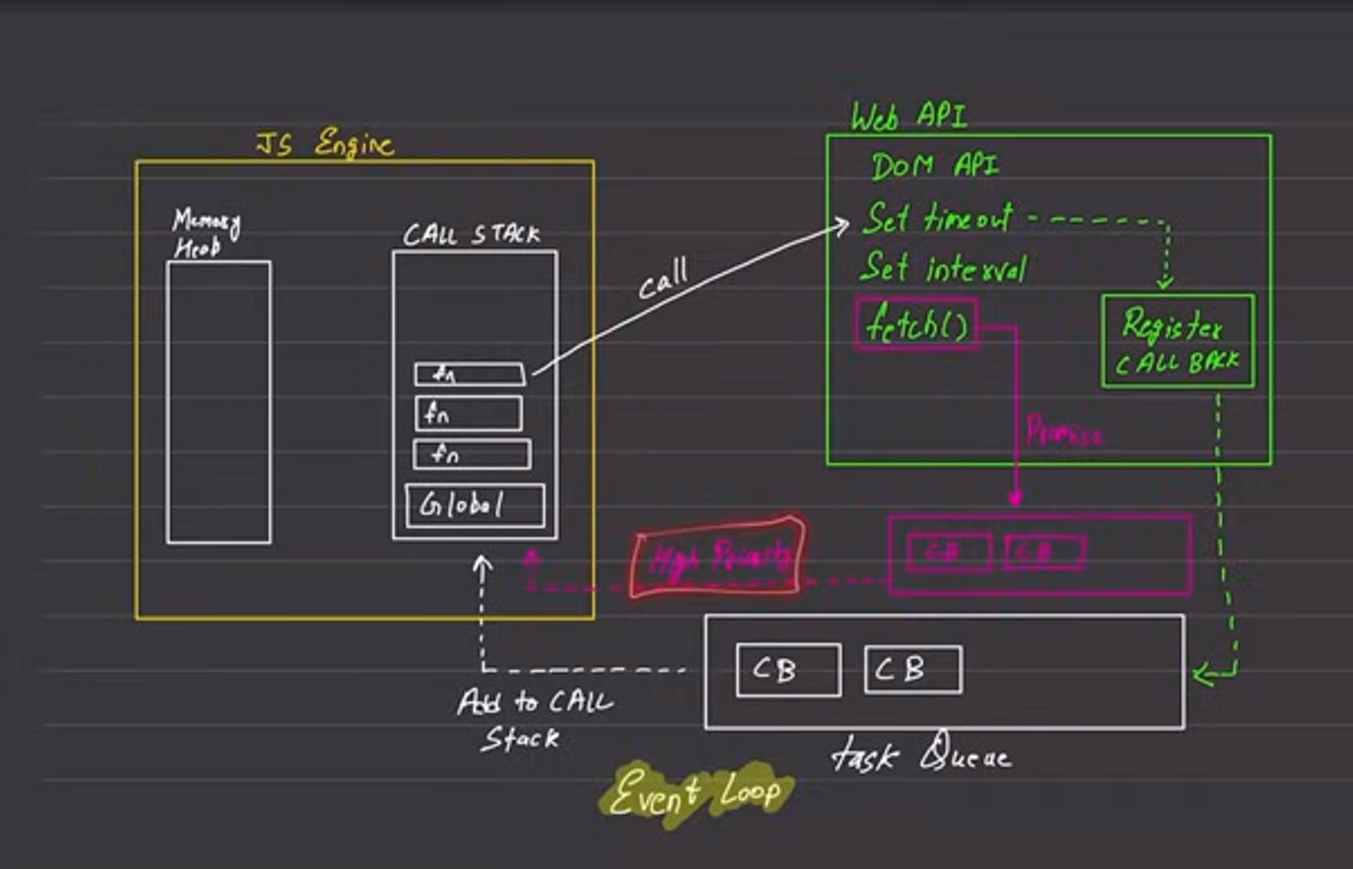 Web API
JS Engine
DOM API
Memory
Heap
CALL STACK
Set timeout
call
Set interval
fetch()
Register
CALL BACK
fn
fn
fn
Global
Promise
High Priority
CB CB
CB CB
Add to CALL
Stack
task Queue
Event Loop